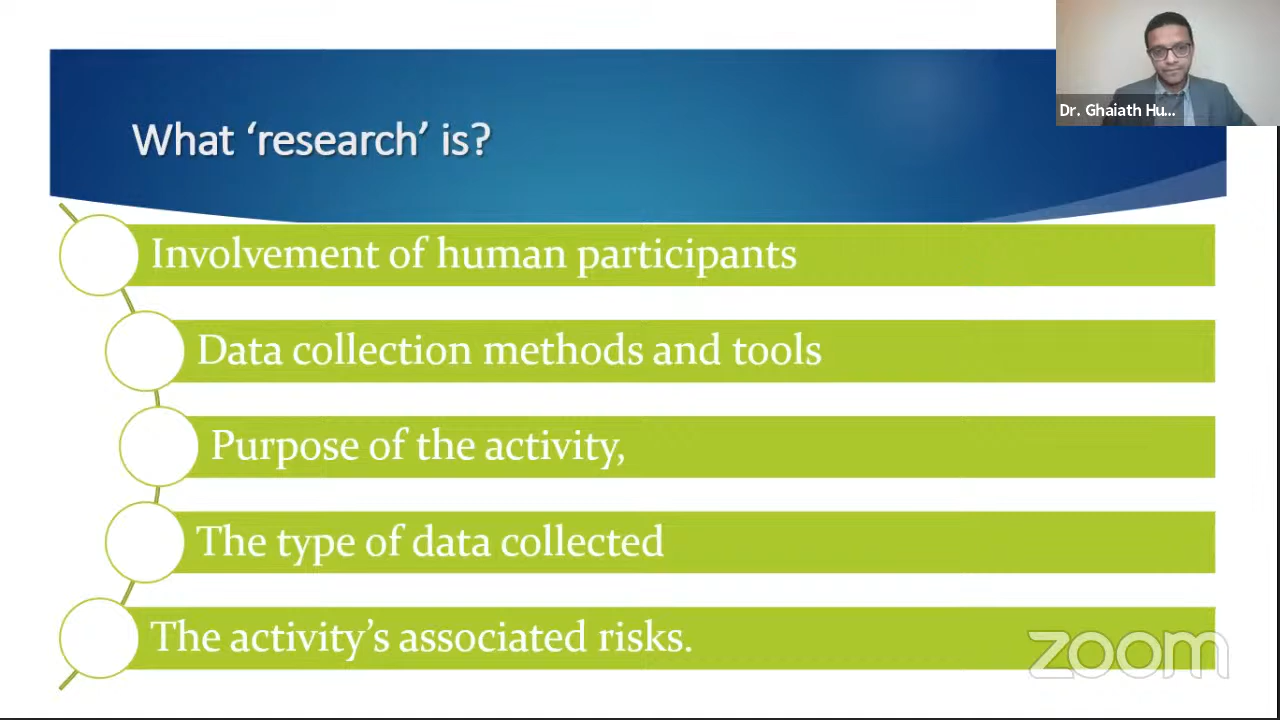 Dr. Ghaiath Hu...
What ‘research’ is?
Involvement of human participants
Data collection methods and tools
Purpose of the activity,
The type of data collected
The activity’s associated risks.
zoom